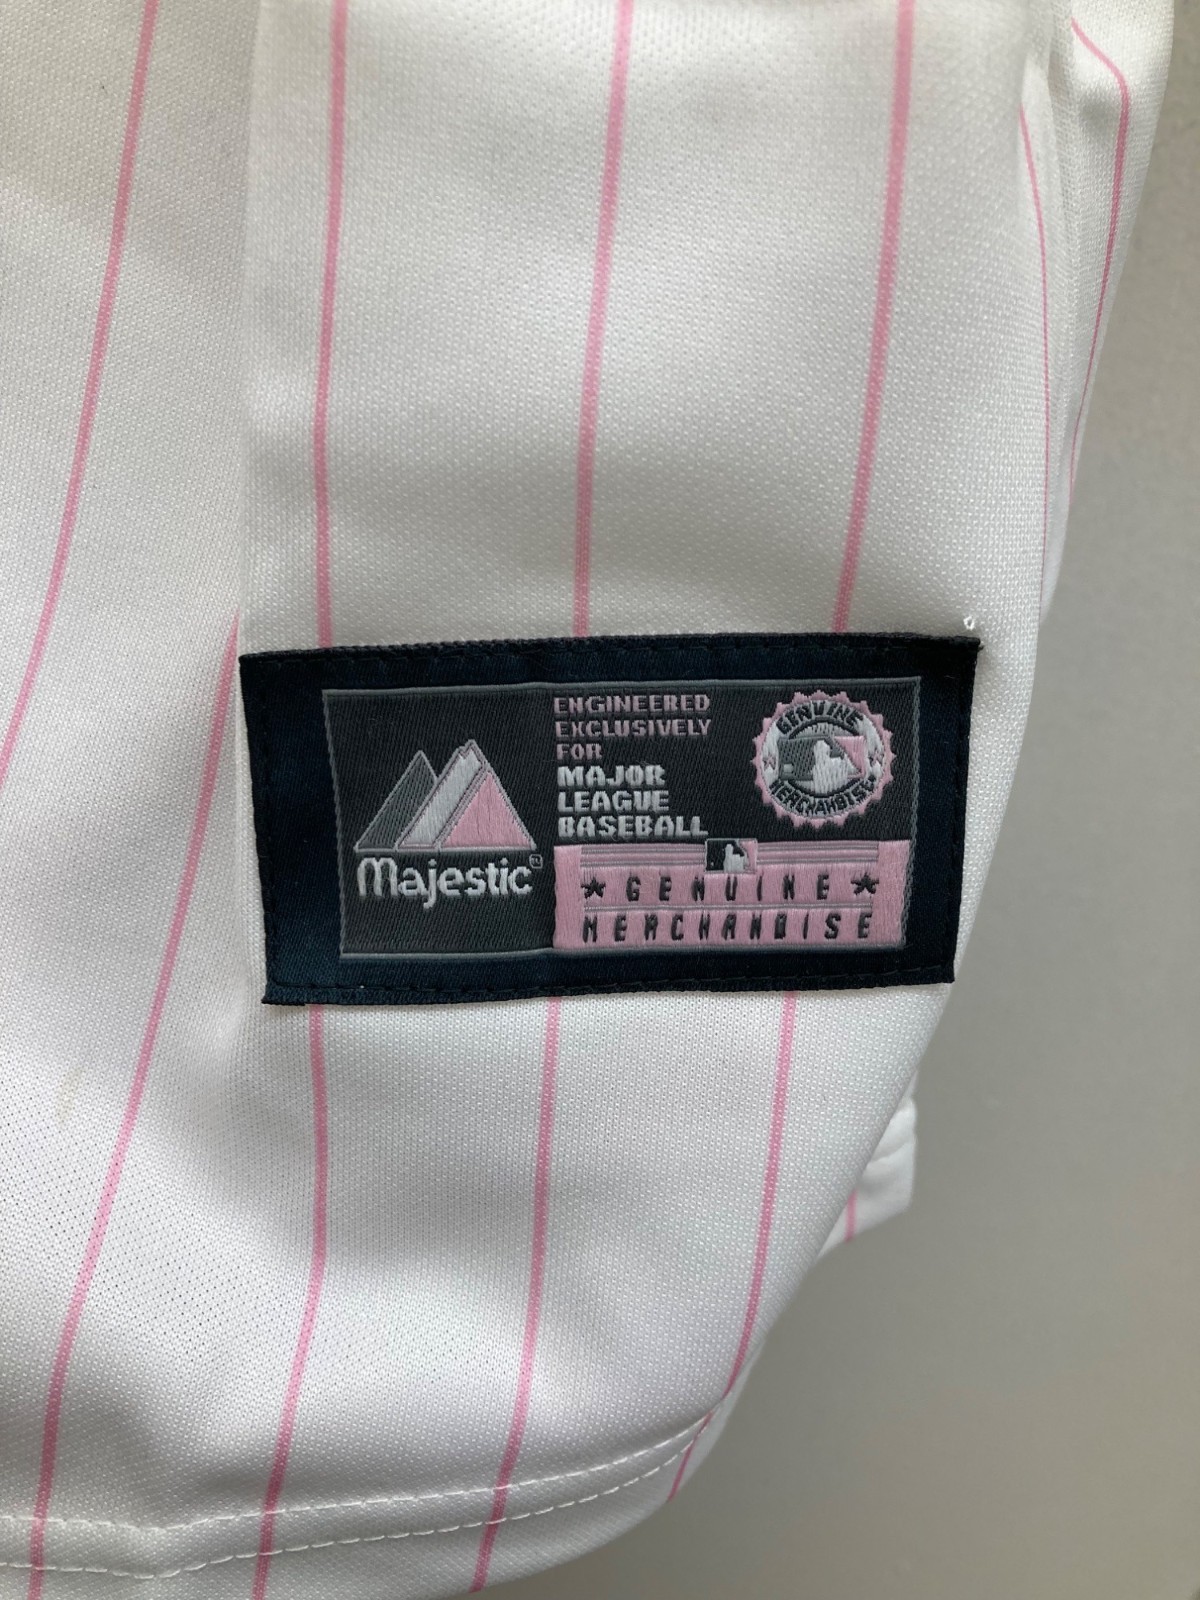 Majestic
ENGINEERED
EXCLUSIVELY
FOR
MAJOR
LEAGUE
BASEBALL
GENUINE
MERCHANDISE
GENUINE
MERCHANDISE